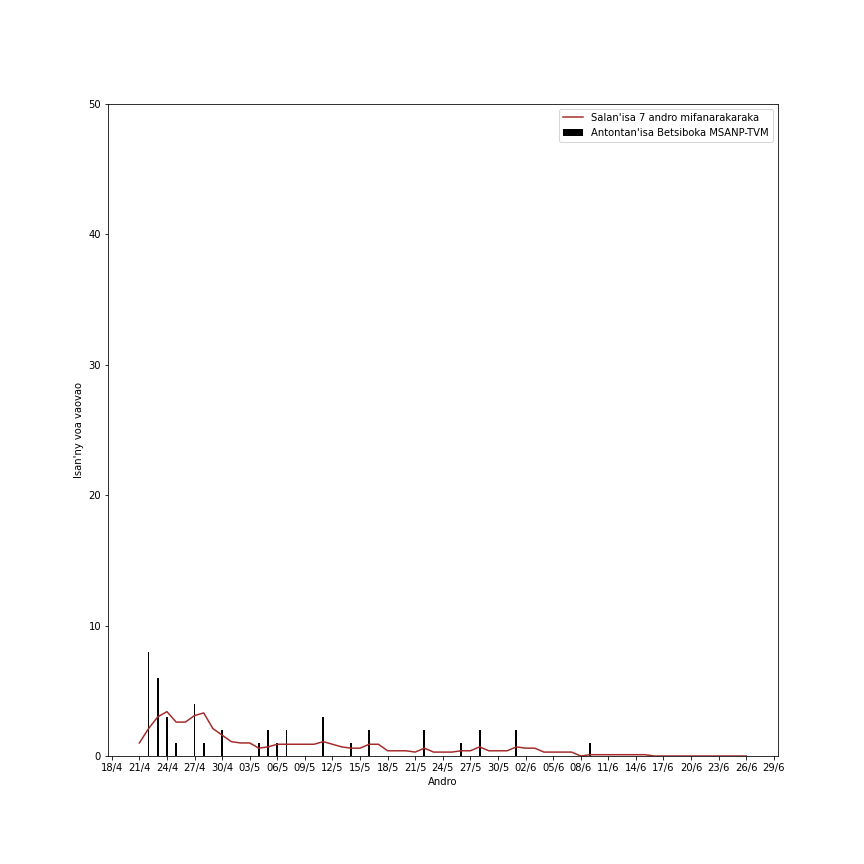 Salan'isa 7 andro mifanarakaraka
Antontan'isa Betsiboka MSANP-TVM
50
40
30
20
10
0
Isan'ny voa vaovao
18/4 21/4 24/4 27/4 30/4 03/5 06/5 09/5 12/5 15/5 18/5 21/5 24/5 27/5 30/5 02/6 05/6 08/6 11/6 14/6 17/6 20/6 23/6 26/6 29/6
Andro